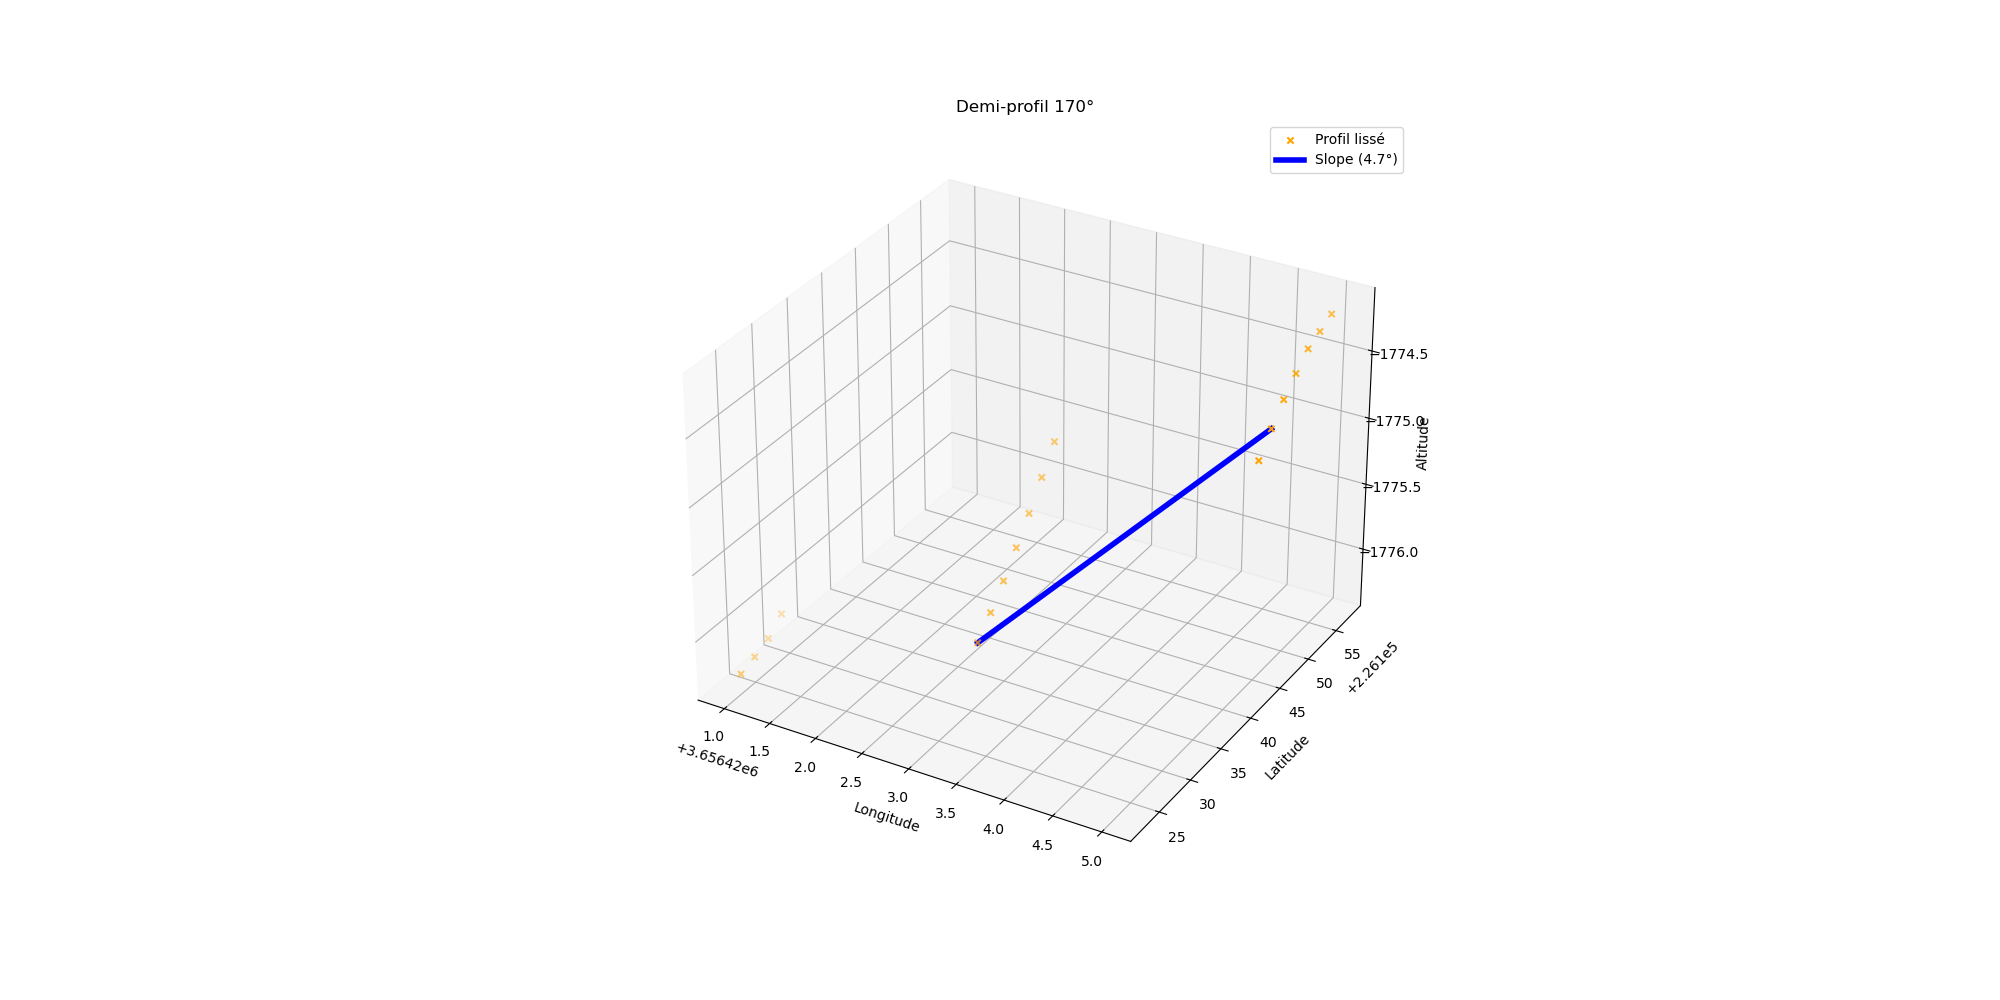 Demi-profil 170°
Profil lissé
Slope (4.7°)
−1774.5
−1775.0
−1775.5
−1776.0
Altitude
55
50
45
40
35
30
25
+2.261e5
Latitude
1.0
1.5
2.0
2.5
3.0
3.5
4.0
4.5
5.0
+3.65642e6
Longitude